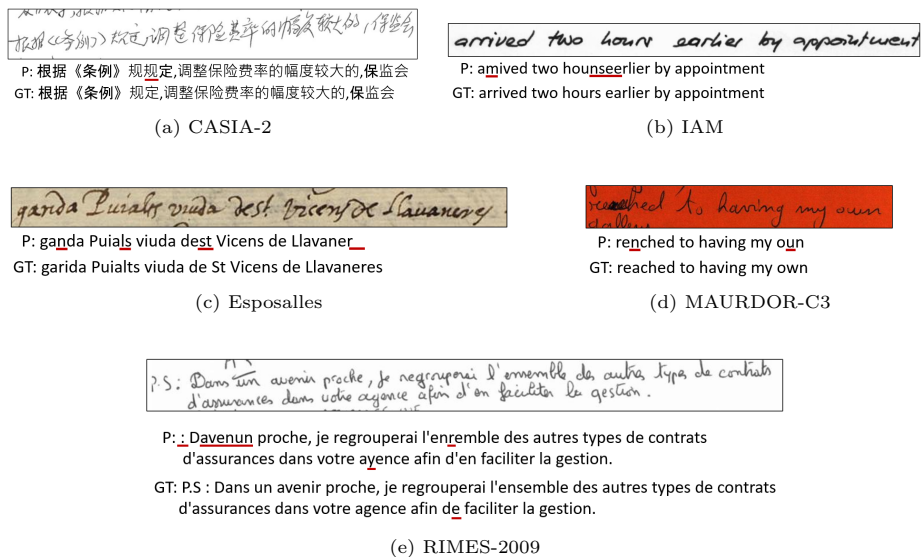 根据《条例》规定,调整保险费率的幅度较大的,保监会
P: 根据《条例》规规定,调整保险费率的幅度较大的,保监会
GT: 根据《条例》规定,调整保险费率的幅度较大的,保监会
(a) CASIA-2
arrived two hours earlier by appointment
P: amived two hounseerlier by appointment
GT: arrived two hours earlier by appointment
(b) IAM
garida Puialts viuda de St Vicens de Llauaneres
P: ganda Puials viuda dest Vicens de Llavaner
GT: garida Puialts viuda de St Vicens de Llavaneres
(c) Esposalles
reached to having my own
P: renched to having my oun
GT: reached to having my own
(d) MAURDOR-C3
P.S : Dans un avenir proche, je regrouperai l'ensemble des autres types de contrats
d'assurances dans votre agence afin d'en faciliter la gestion.
P: : Davenun proche, je regrouperai l'enremble des autres types de contrats
d'assurances dans votre ayence afin d'en faciliter la gestion.
GT: P.S : Dans un avenir proche, je regrouperai l'ensemble des autres types de contrats
d'assurances dans votre agence afin de faciliter la gestion.
(e) RIMES-2009